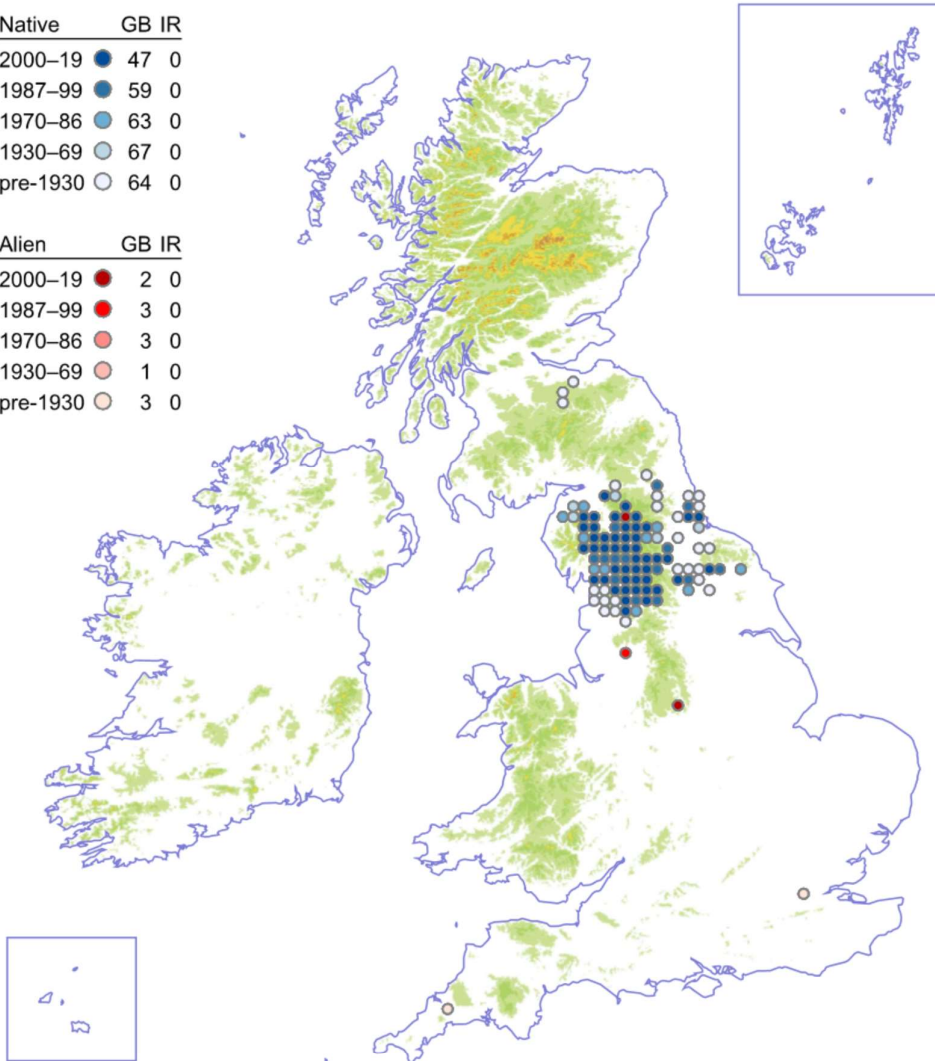 Native GB IR
2000–19 47 0
1987–99 59 0
1970–86 63 0
1930–69 67 0
pre-1930 64 0
Alien GB IR
2000–19 2 0
1987–99 3 0
1970–86 3 0
1930–69 1 0
pre-1930 3 0